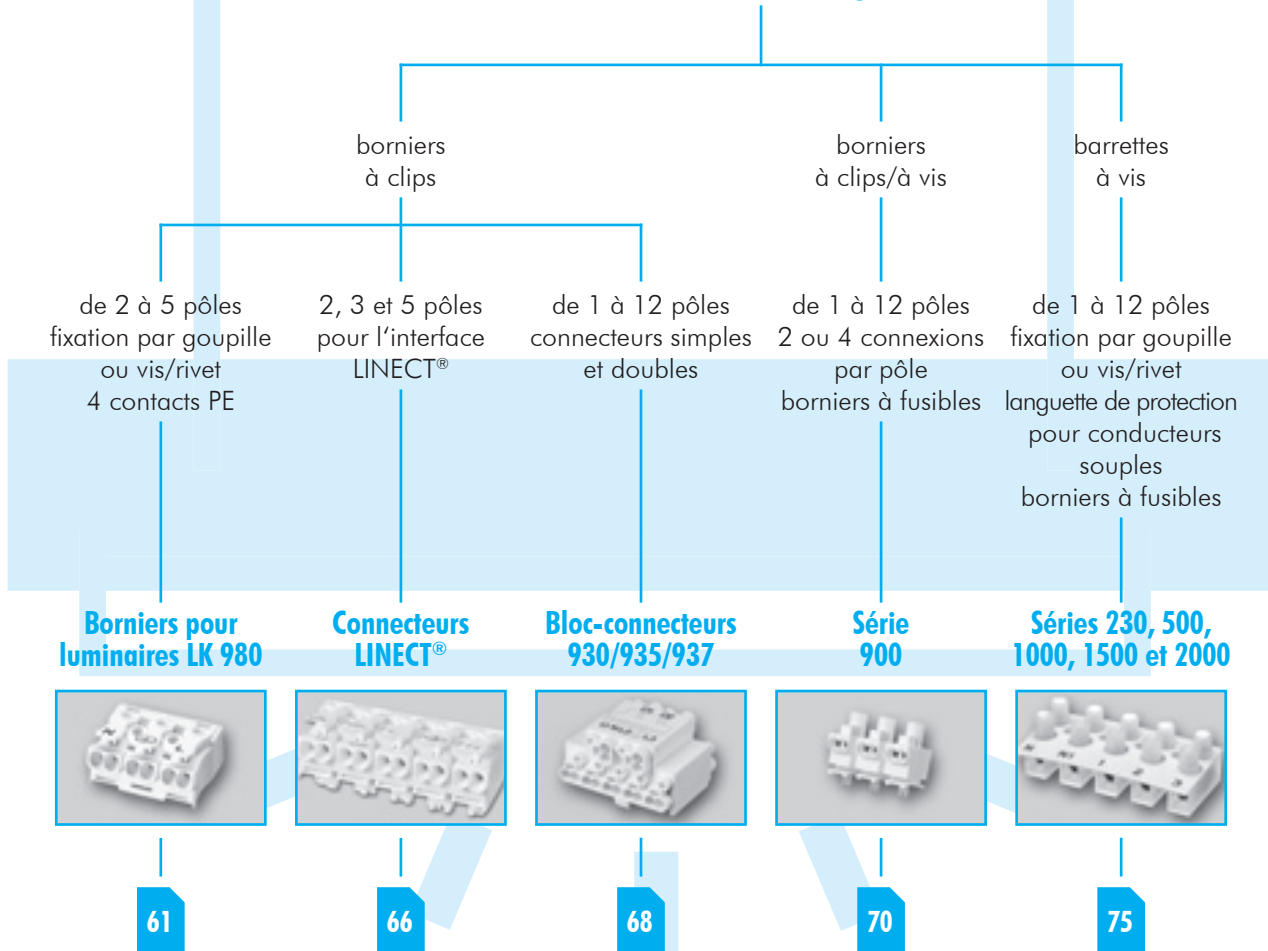 borniers
à clips
borniers
à clips/à vis
barrettes
à vis
de 2 à 5 pôles
fixation par goupille
ou vis/rivet
4 contacts PE
2, 3 et 5 pôles
pour l‘interface
LINECT®
de 1 à 12 pôles
connecteurs simples
et doubles
de 1 à 12 pôles
2 ou 4 connexions
par pôle
borniers à fusibles
de 1 à 12 pôles
fixation par goupille
ou vis/rivet
languette de protection
pour conducteurs
souples
borniers à fusibles
Borniers pour
luminaires LK 980
Connecteurs
LINECT®
Bloc-connecteurs
930/935/937
Série
900
Séries 230, 500,
1000, 1500 et 2000
61
66
68
70
75